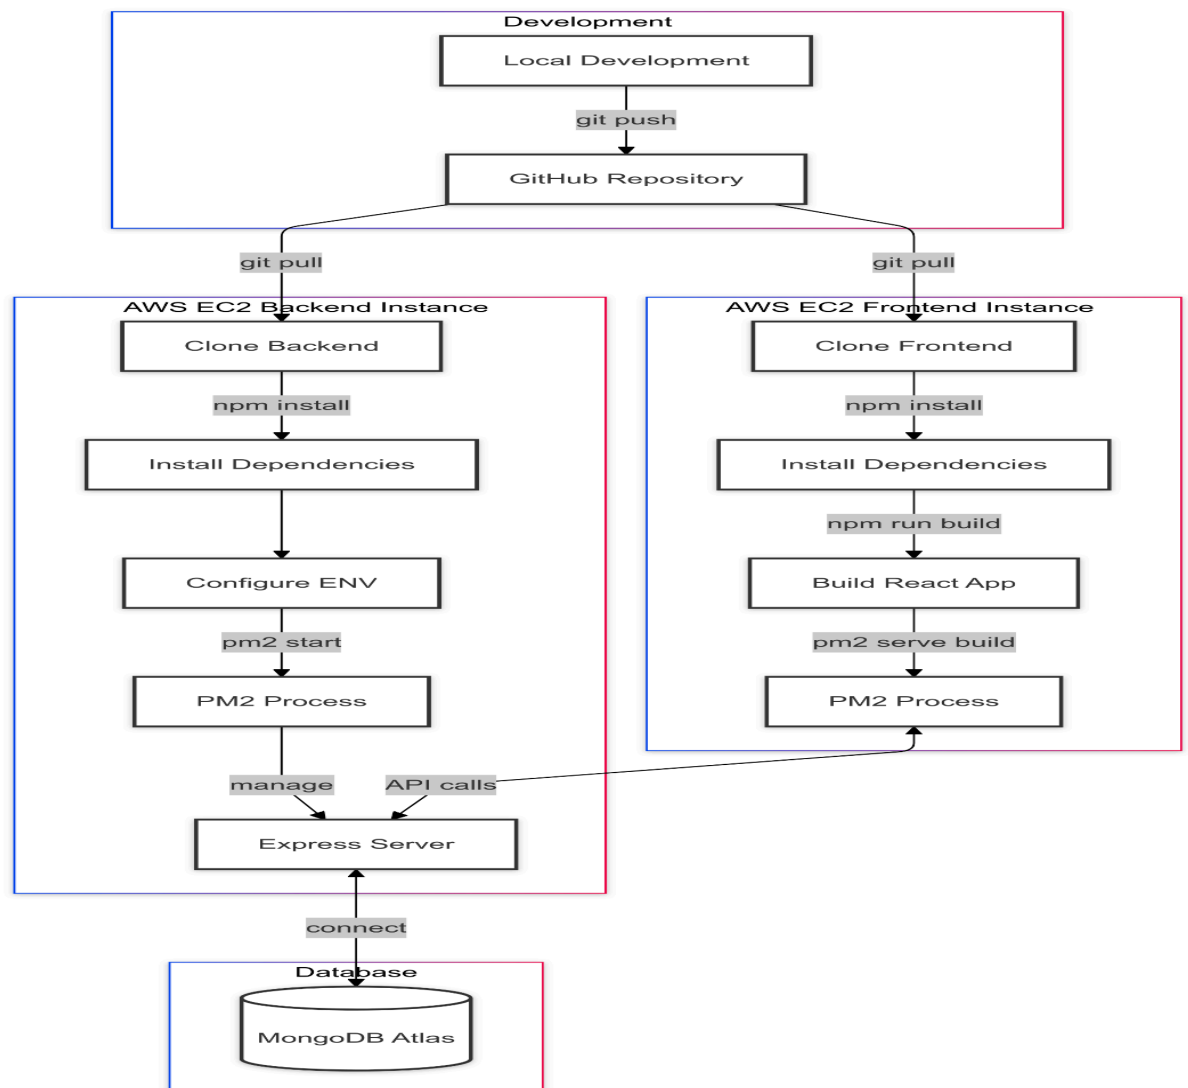 Development
Local Development
git push
GitHub Repository
git pull
git pull
AWS EC2 Backend Instance
AWS EC2 Frontend Instance
Clone Backend
Clone Frontend
npm install
npm install
Install Dependencies
Install Dependencies
npm run build
Configure ENV
Build React App
pm2 start
pm2 serve build
PM2 Process
PM2 Process
manage
API calls
Express Server
connect
Database
MongoDB Atlas